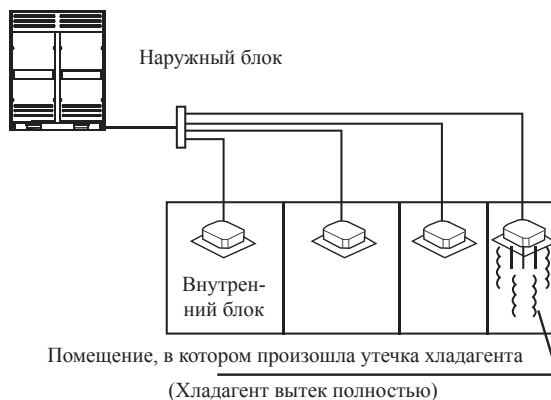 Наружный блок
Внутрен-
ний блок
Помещение, в котором произошла утечка хладагента
(Хладагент вытек полностью)